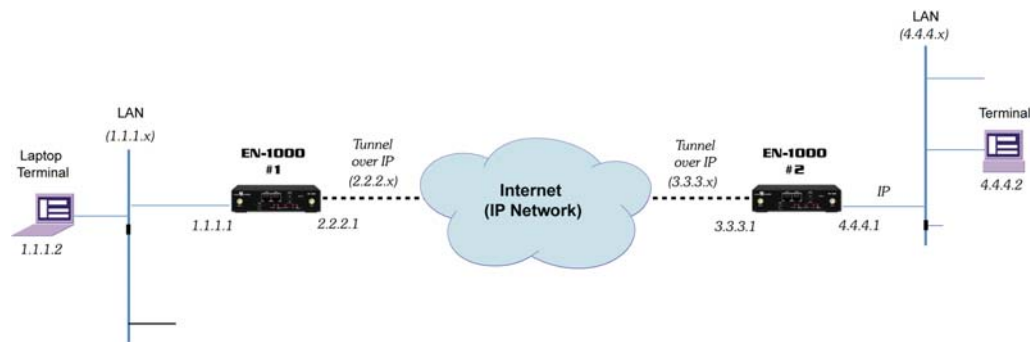 LAN
(4.4.4.x)
LAN
(1.1.1.x)
Laptop
Terminal
1.1.1.2
EN-1000
#1
1.1.1.1
Tunnel
over IP
(2.2.2.x)
2.2.2.1
Internet
(IP Network)
Tunnel
over IP
(3.3.3.x)
3.3.3.1
EN-1000
#2
IP
4.4.4.1
Terminal
4.4.4.2